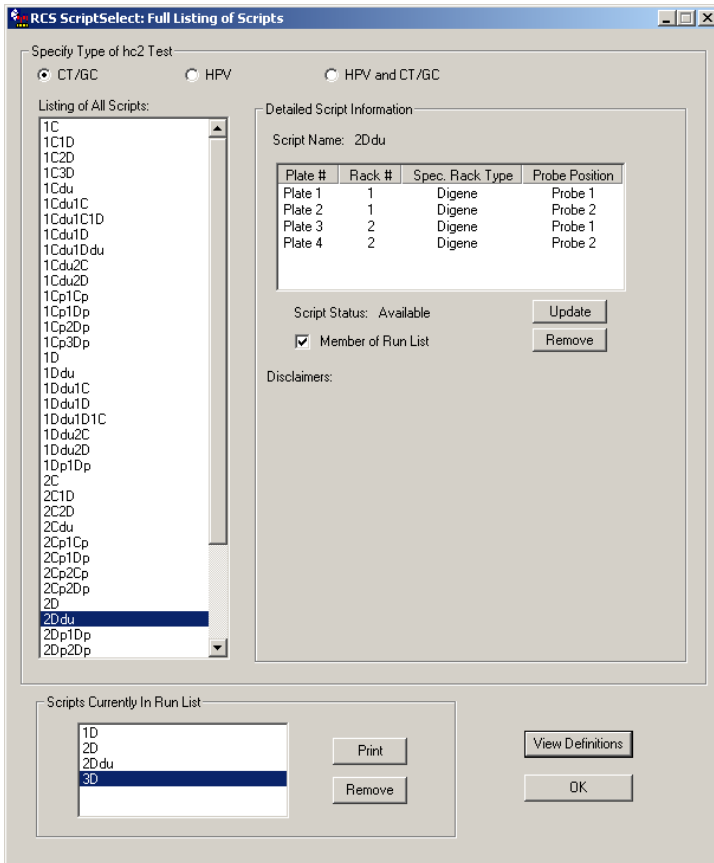 RCS ScriptSelect: Full Listing of Scripts
Specify Type of hc2 Test
CT/GC HPV HPV and CT/GC
Listing of All Scripts:
1C
1C1D
1C2D
1C3D
1Cdu
1Cdu1C
1Cdu1C1D
1Cdu1D
1Cdu1Ddu
1Cdu2C
1Cdu2D
1Cp1Cp
1Cp1Dp
1Cp2Dp
1Cp3Dp
1D
1Ddu
1Ddu1C
1Ddu1D
1Ddu1D1C
1Ddu2C
1Ddu2D
1Dp1Dp
2C
2C1D
2C2D
2Cdu
2Cp1Cp
2Cp1Dp
2Cp2Cp
2Cp2Dp
2D
2Ddu
2Dp1Dp
2Dp2Dp
Detailed Script Information
Script Name: 2Ddu
Plate # Rack # Spec. Rack Type Probe Position
Plate 1 1 Digene Probe 1
Plate 2 1 Digene Probe 2
Plate 3 2 Digene Probe 1
Plate 4 2 Digene Probe 2
Script Status: Available Update
Member of Run List Remove
Disclaimers:
Scripts Currently In Run List
1D
2D
2Ddu
3D
Print
Remove
View Definitions
OK